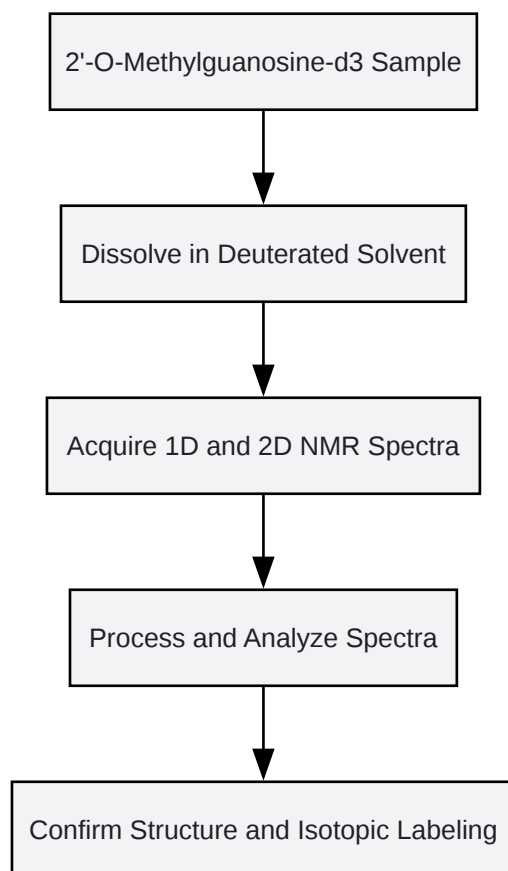 2'-O-Methylguanosine-d3 Sample
Dissolve in Deuterated Solvent
Acquire 1D and 2D NMR Spectra
Process and Analyze Spectra
Confirm Structure and Isotopic Labeling